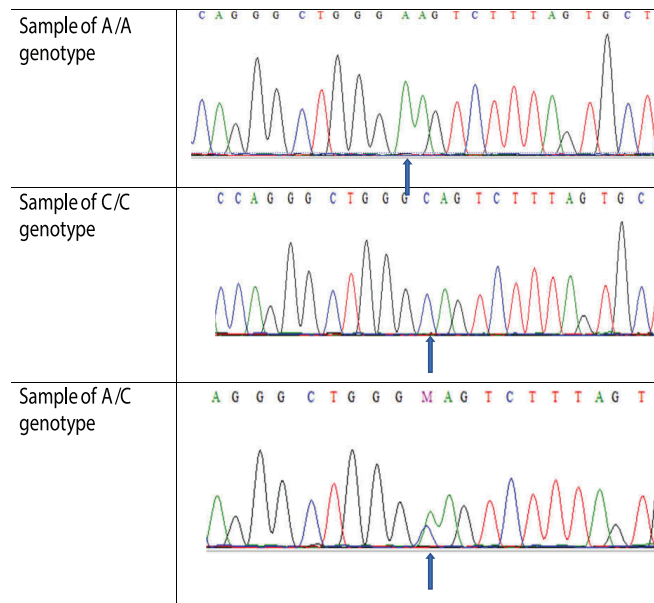 Sample of A/A
genotype
C A G G G C T G G G A A G T C T T T A G T G C T
Sample of C/C
genotype
C C A G G G C T G G G C A G T C T T T A G T G C
Sample of A/C
genotype
A G G G C T G G G M A G T C T T T A G T